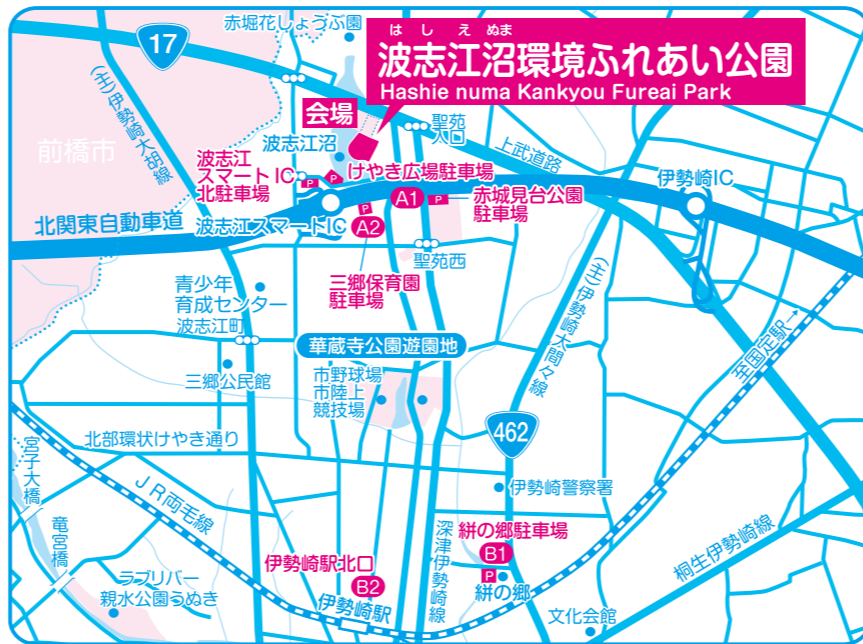 17
赤堀花しょうぶ園
は し え ぬま
波志江沼環境ふれあい公園
Hashie numa Kankyou Fureai Park
(主)伊勢崎大胡線
会場
聖苑
入口
前橋市
波志江沼
上武道路
波志江
スマートIC
北駐車場
P
P
けやき広場駐車場
A1
P
赤城見台公園
駐車場
伊勢崎IC
北関東自動車道
波志江スマートIC
P
A2
聖苑西
三郷保育園
駐車場
(主)伊勢崎大間々線
青少年
育成センター
波志江町
至国定駅→
華蔵寺公園遊園地
三郷公民館
市野球場
市陸上
競技場
462
北部環状けやき通り
宮子大橋
JR両毛線
伊勢崎警察署
竜宮橋
深津伊勢崎線
絣の郷駐車場
B1
P
絣の郷
桐生伊勢崎線
伊勢崎駅北口
B2
伊勢崎駅
ラブリバー
親水公園うぬき
文化会館